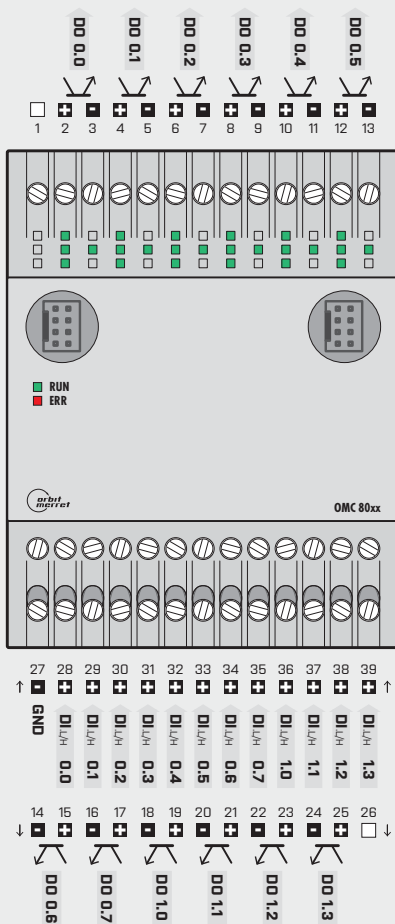 DO 0.0 DO 0.1 DO 0.2 DO 0.3 DO 0.4 DO 0.5
+ - + - + - + - + - + -
1 2 3 4 5 6 7 8 9 10 11 12 13
RUN
ERR
orbit
merret
OMC 80xx
27 28 29 30 31 32 33 34 35 36 37 38 39
↑ - + + + + + + + + + + + + ↑
GND DI T/H 0.0 DI T/H 0.1 DI T/H 0.2 DI T/H 0.3 DI T/H 0.4 DI T/H 0.5 DI T/H 0.6 DI T/H 0.7 DI T/H 1.0 DI T/H 1.1 DI T/H 1.2 DI T/H 1.3
14 15 16 17 18 19 20 21 22 23 24 25 26
↓ - + - + - + - + - + - + ↓
DO 0.6 DO 0.7 DO 1.0 DO 1.1 DO 1.2 DO 1.3